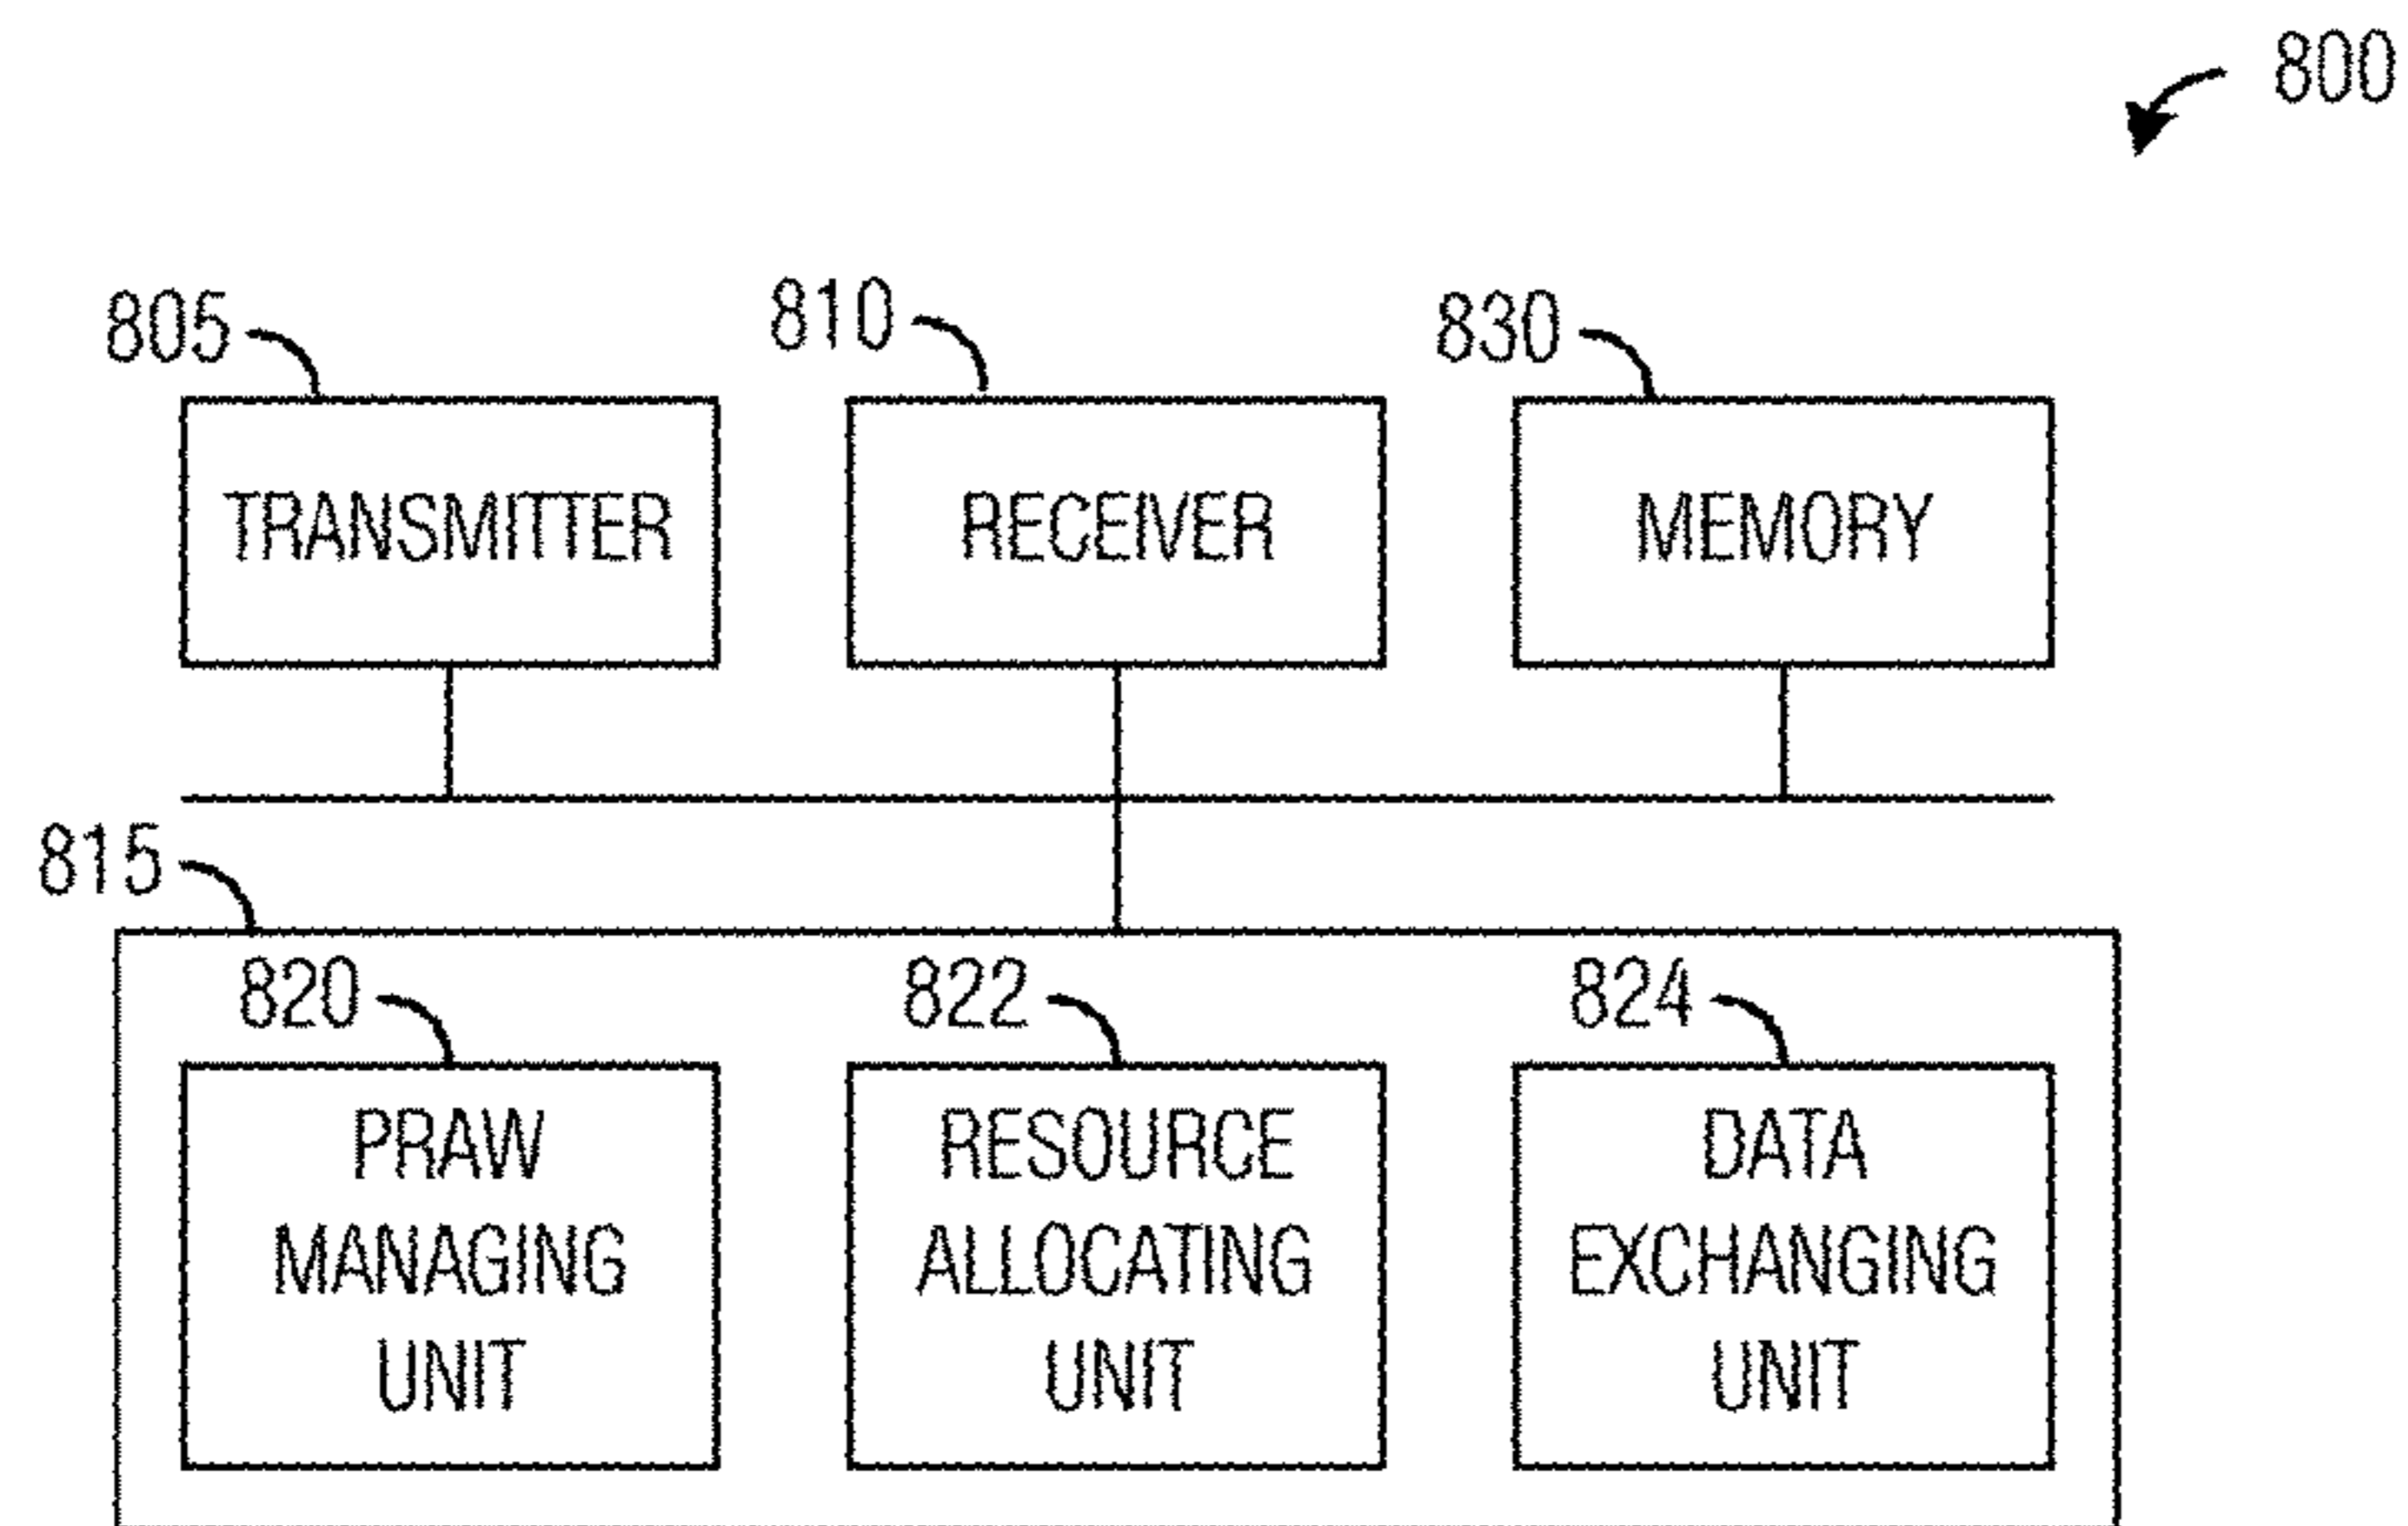 800
805
810
830
TRANSMITTER
RECEIVER
MEMORY
815
820
822
824
PRAW
MANAGING
UNIT
RESOURCE
ALLOCATING
UNIT
DATA
EXCHANGING
UNIT